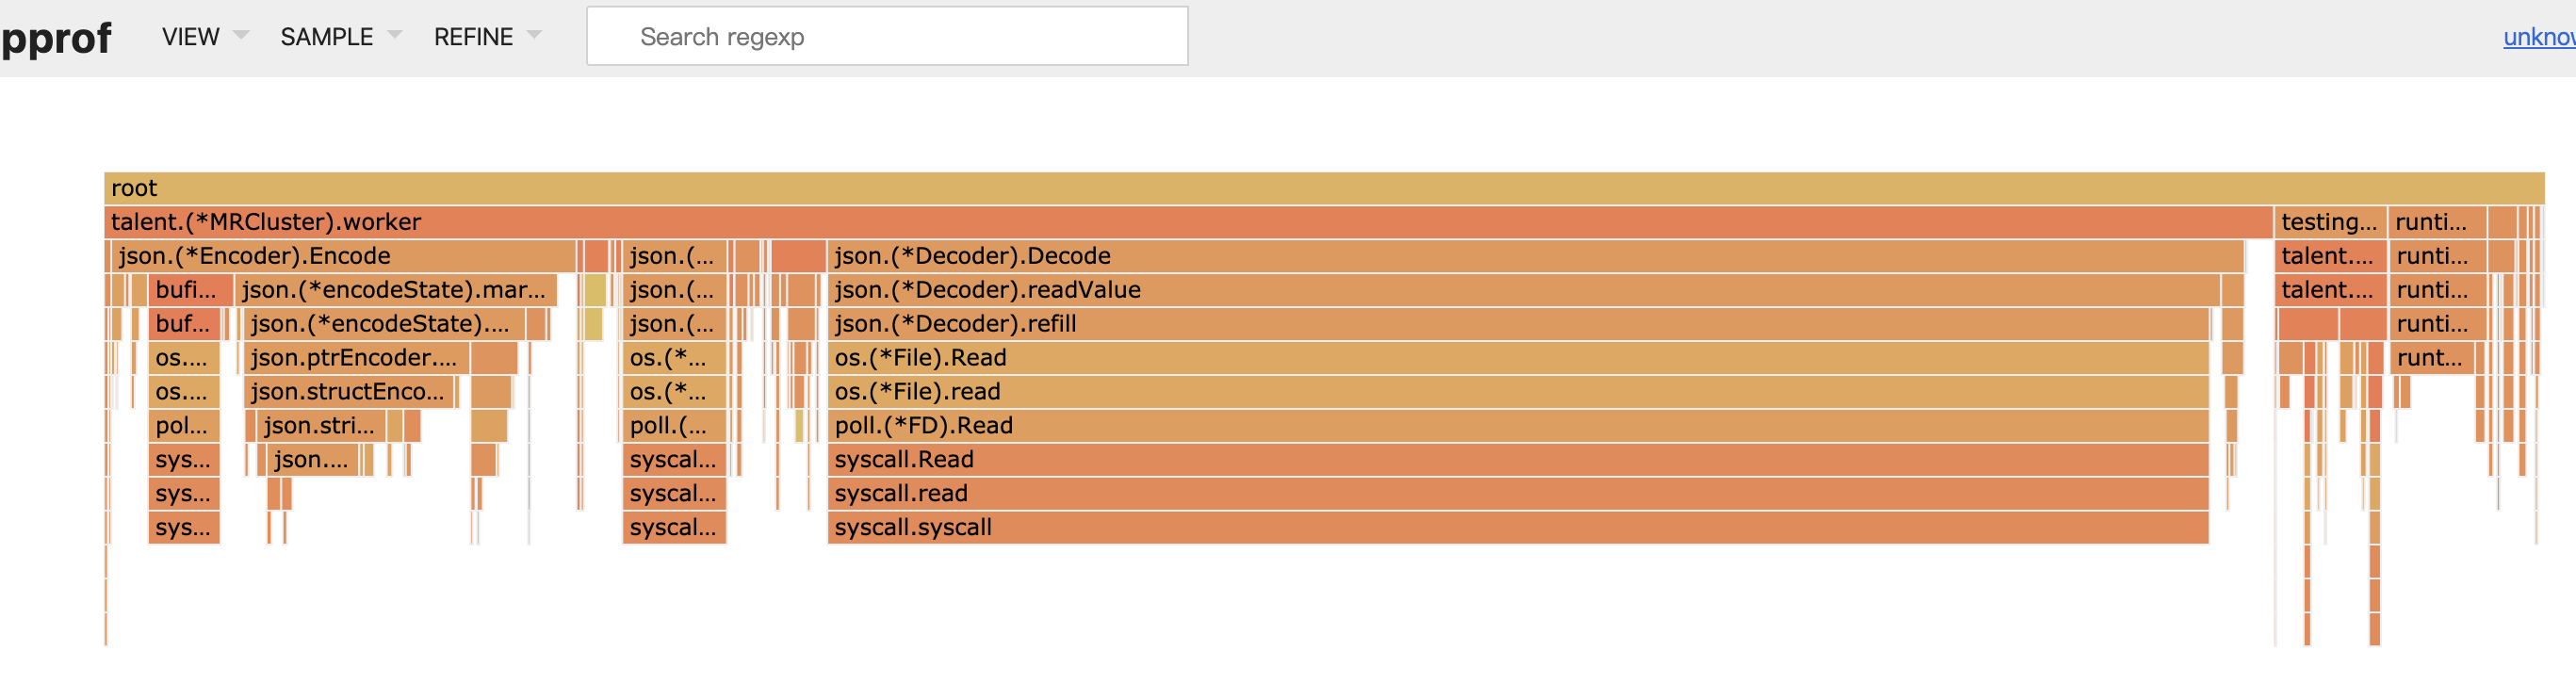 pprof VIEW SAMPLE REFINE Search regexp unknow
root
talent.(*MRCluster).worker testing... runti...
json.(*Encoder).Encode json.(... json.(*Decoder).Decode talent.... runti...
bufi... json.(*encodeState).mar... json.(... json.(*Decoder).readValue talent.... runti...
buf... json.(*encodeState).... json.(... json.(*Decoder).refill runti...
os.... json.ptrEncoder.... os.(*... os.(*File).Read runt...
os.... json.structEnco... os.(*... os.(*File).read
pol... json.stri... poll.(... poll.(*FD).Read
sys... json.... syscal... syscall.Read
sys... syscal... syscall.read
sys... syscal... syscall.syscall